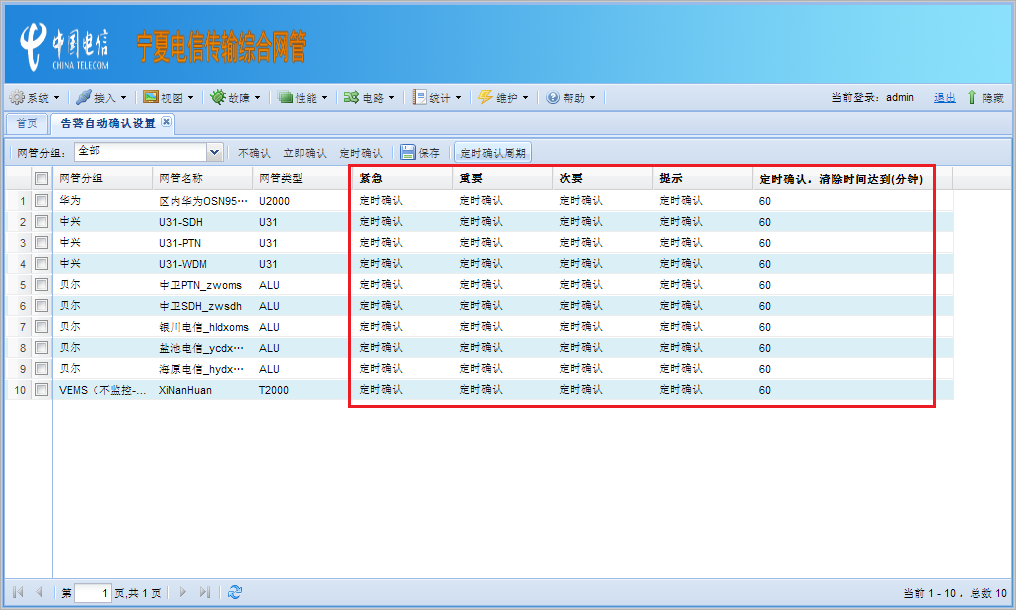 中国电信
CHINA TELECOM
宁夏电信传输综合网管
系统 接入 视图 故障 性能 电路 统计 维护 帮助 当前登录: admin 退出 隐藏
首页 告警自动确认设置
网管分组: 全部 不确认 立即确认 定时确认 保存 定时确认周期
网管分组 网管名称 网管类型 紧急 重要 次要 提示 定时确认，清除时间达到(分钟)
1 华为 区内华为OSN95… U2000 定时确认 定时确认 定时确认 定时确认 60
2 中兴 U31-SDH U31 定时确认 定时确认 定时确认 定时确认 60
3 中兴 U31-PTN U31 定时确认 定时确认 定时确认 定时确认 60
4 中兴 U31-WDM U31 定时确认 定时确认 定时确认 定时确认 60
5 贝尔 中卫PTN_zwoms ALU 定时确认 定时确认 定时确认 定时确认 60
6 贝尔 中卫SDH_zwsdh ALU 定时确认 定时确认 定时确认 定时确认 60
7 贝尔 银川电信_hldxoms ALU 定时确认 定时确认 定时确认 定时确认 60
8 贝尔 盐池电信_ycdx… ALU 定时确认 定时确认 定时确认 定时确认 60
9 贝尔 海原电信_hydx… ALU 定时确认 定时确认 定时确认 定时确认 60
10 VEMS（不监控-... XiNanHuan T2000 定时确认 定时确认 定时确认 定时确认 60
第 1 页,共 1 页 当前 1 - 10 ，总数 10